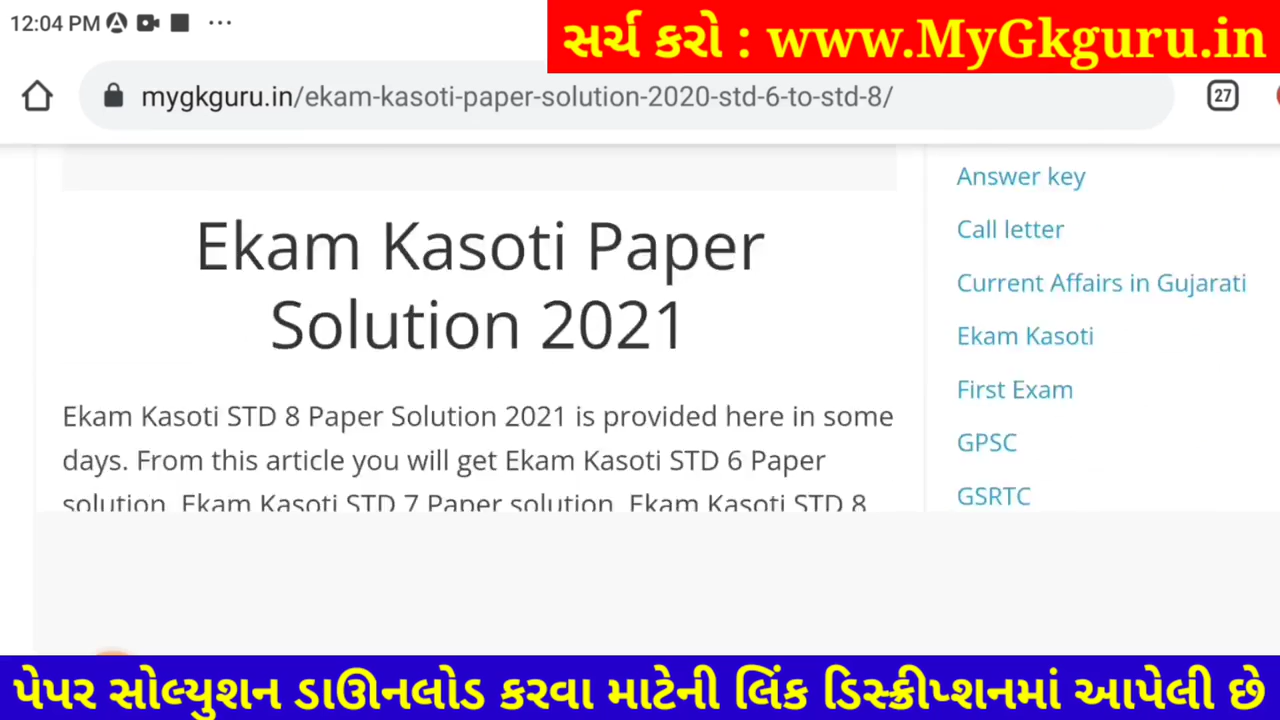 12:04 PM
સર્ચ કરો : www.MyGkguru.in
mygkguru.in/ekam-kasoti-paper-solution-2020-std-6-to-std-8/
27
Ekam Kasoti Paper
Solution 2021
Ekam Kasoti STD 8 Paper Solution 2021 is provided here in some
days. From this article you will get Ekam Kasoti STD 6 Paper
solution, Ekam Kasoti STD 7 Paper solution, Ekam Kasoti STD 8
Answer key
Call letter
Current Affairs in Gujarati
Ekam Kasoti
First Exam
GPSC
GSRTC
પેપર સોલ્યુશન ડાઊનલોડ કરવા માટેની લિંક ડિસ્ક્રીપ્શનમાં આપેલી છે